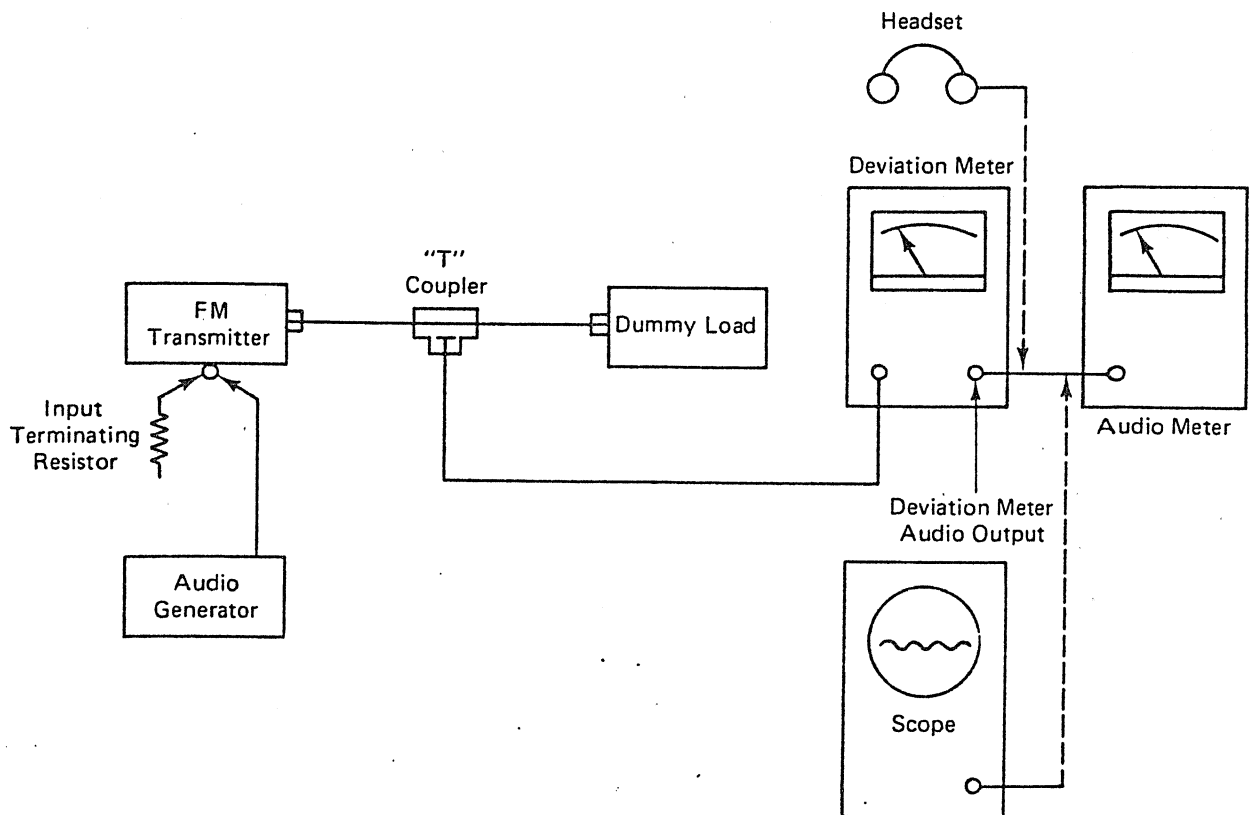 Headset
Deviation Meter
"T"
Coupler
FM
Transmitter
Dummy Load
Input
Terminating
Resistor
Audio Meter
Deviation Meter
Audio Output
Audio
Generator
Scope